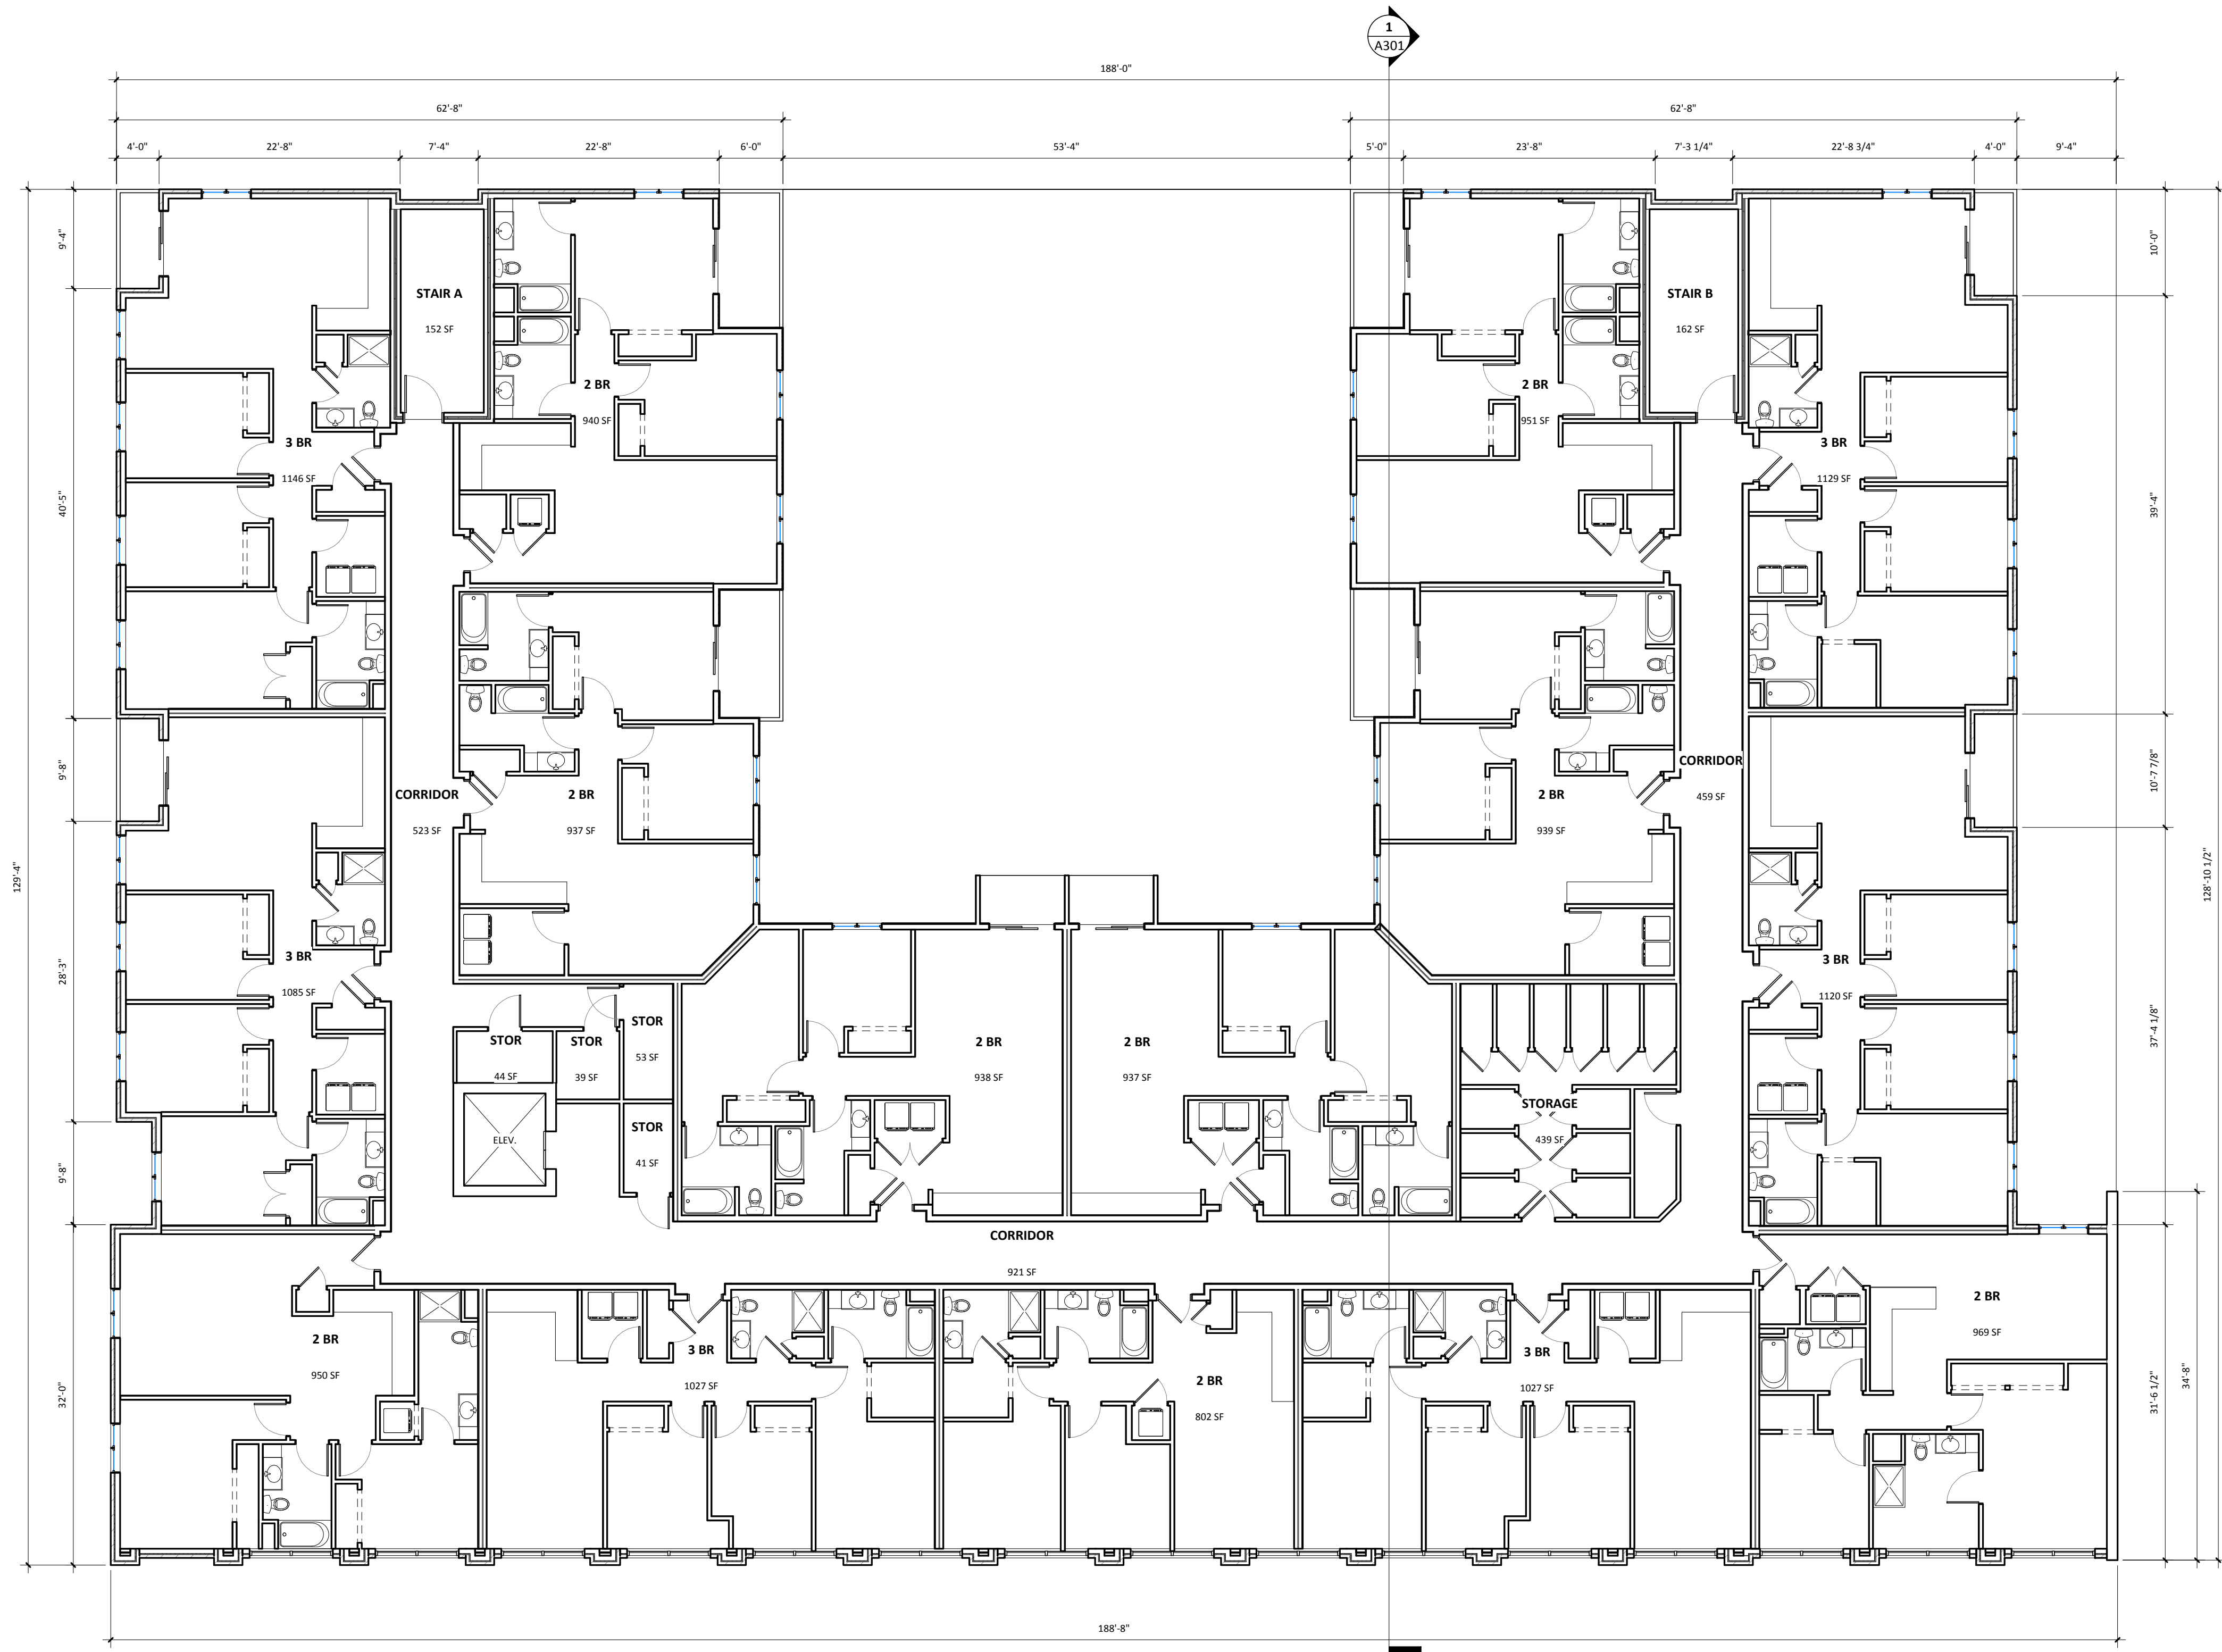 1
A301
188'-0"
62'-8"
62'-8"
4'-0"
22'-8"
7'-4"
22'-8"
6'-0"
53'-4"
5'-0"
23'-8"
7'-3 1/4"
22'-8 3/4"
4'-0"
9'-4"
9'-4"
40'-5"
9'-8"
28'-3"
9'-8"
32'-0"
129'-4"
10'-0"
39'-4"
10'-7 7/8"
37'-4 1/8"
31'-6 1/2"
34'-8"
128'-10 1/2"
STAIR A
152 SF
STAIR B
162 SF
2 BR
940 SF
2 BR
951 SF
3 BR
1146 SF
3 BR
1129 SF
CORRIDOR
523 SF
2 BR
937 SF
2 BR
939 SF
CORRIDOR
459 SF
3 BR
1085 SF
3 BR
1120 SF
STOR
44 SF
STOR
39 SF
STOR
53 SF
2 BR
938 SF
2 BR
937 SF
STORAGE
439 SF
ELEV.
STOR
41 SF
CORRIDOR
921 SF
2 BR
950 SF
3 BR
1027 SF
2 BR
802 SF
3 BR
1027 SF
2 BR
969 SF
188'-8"